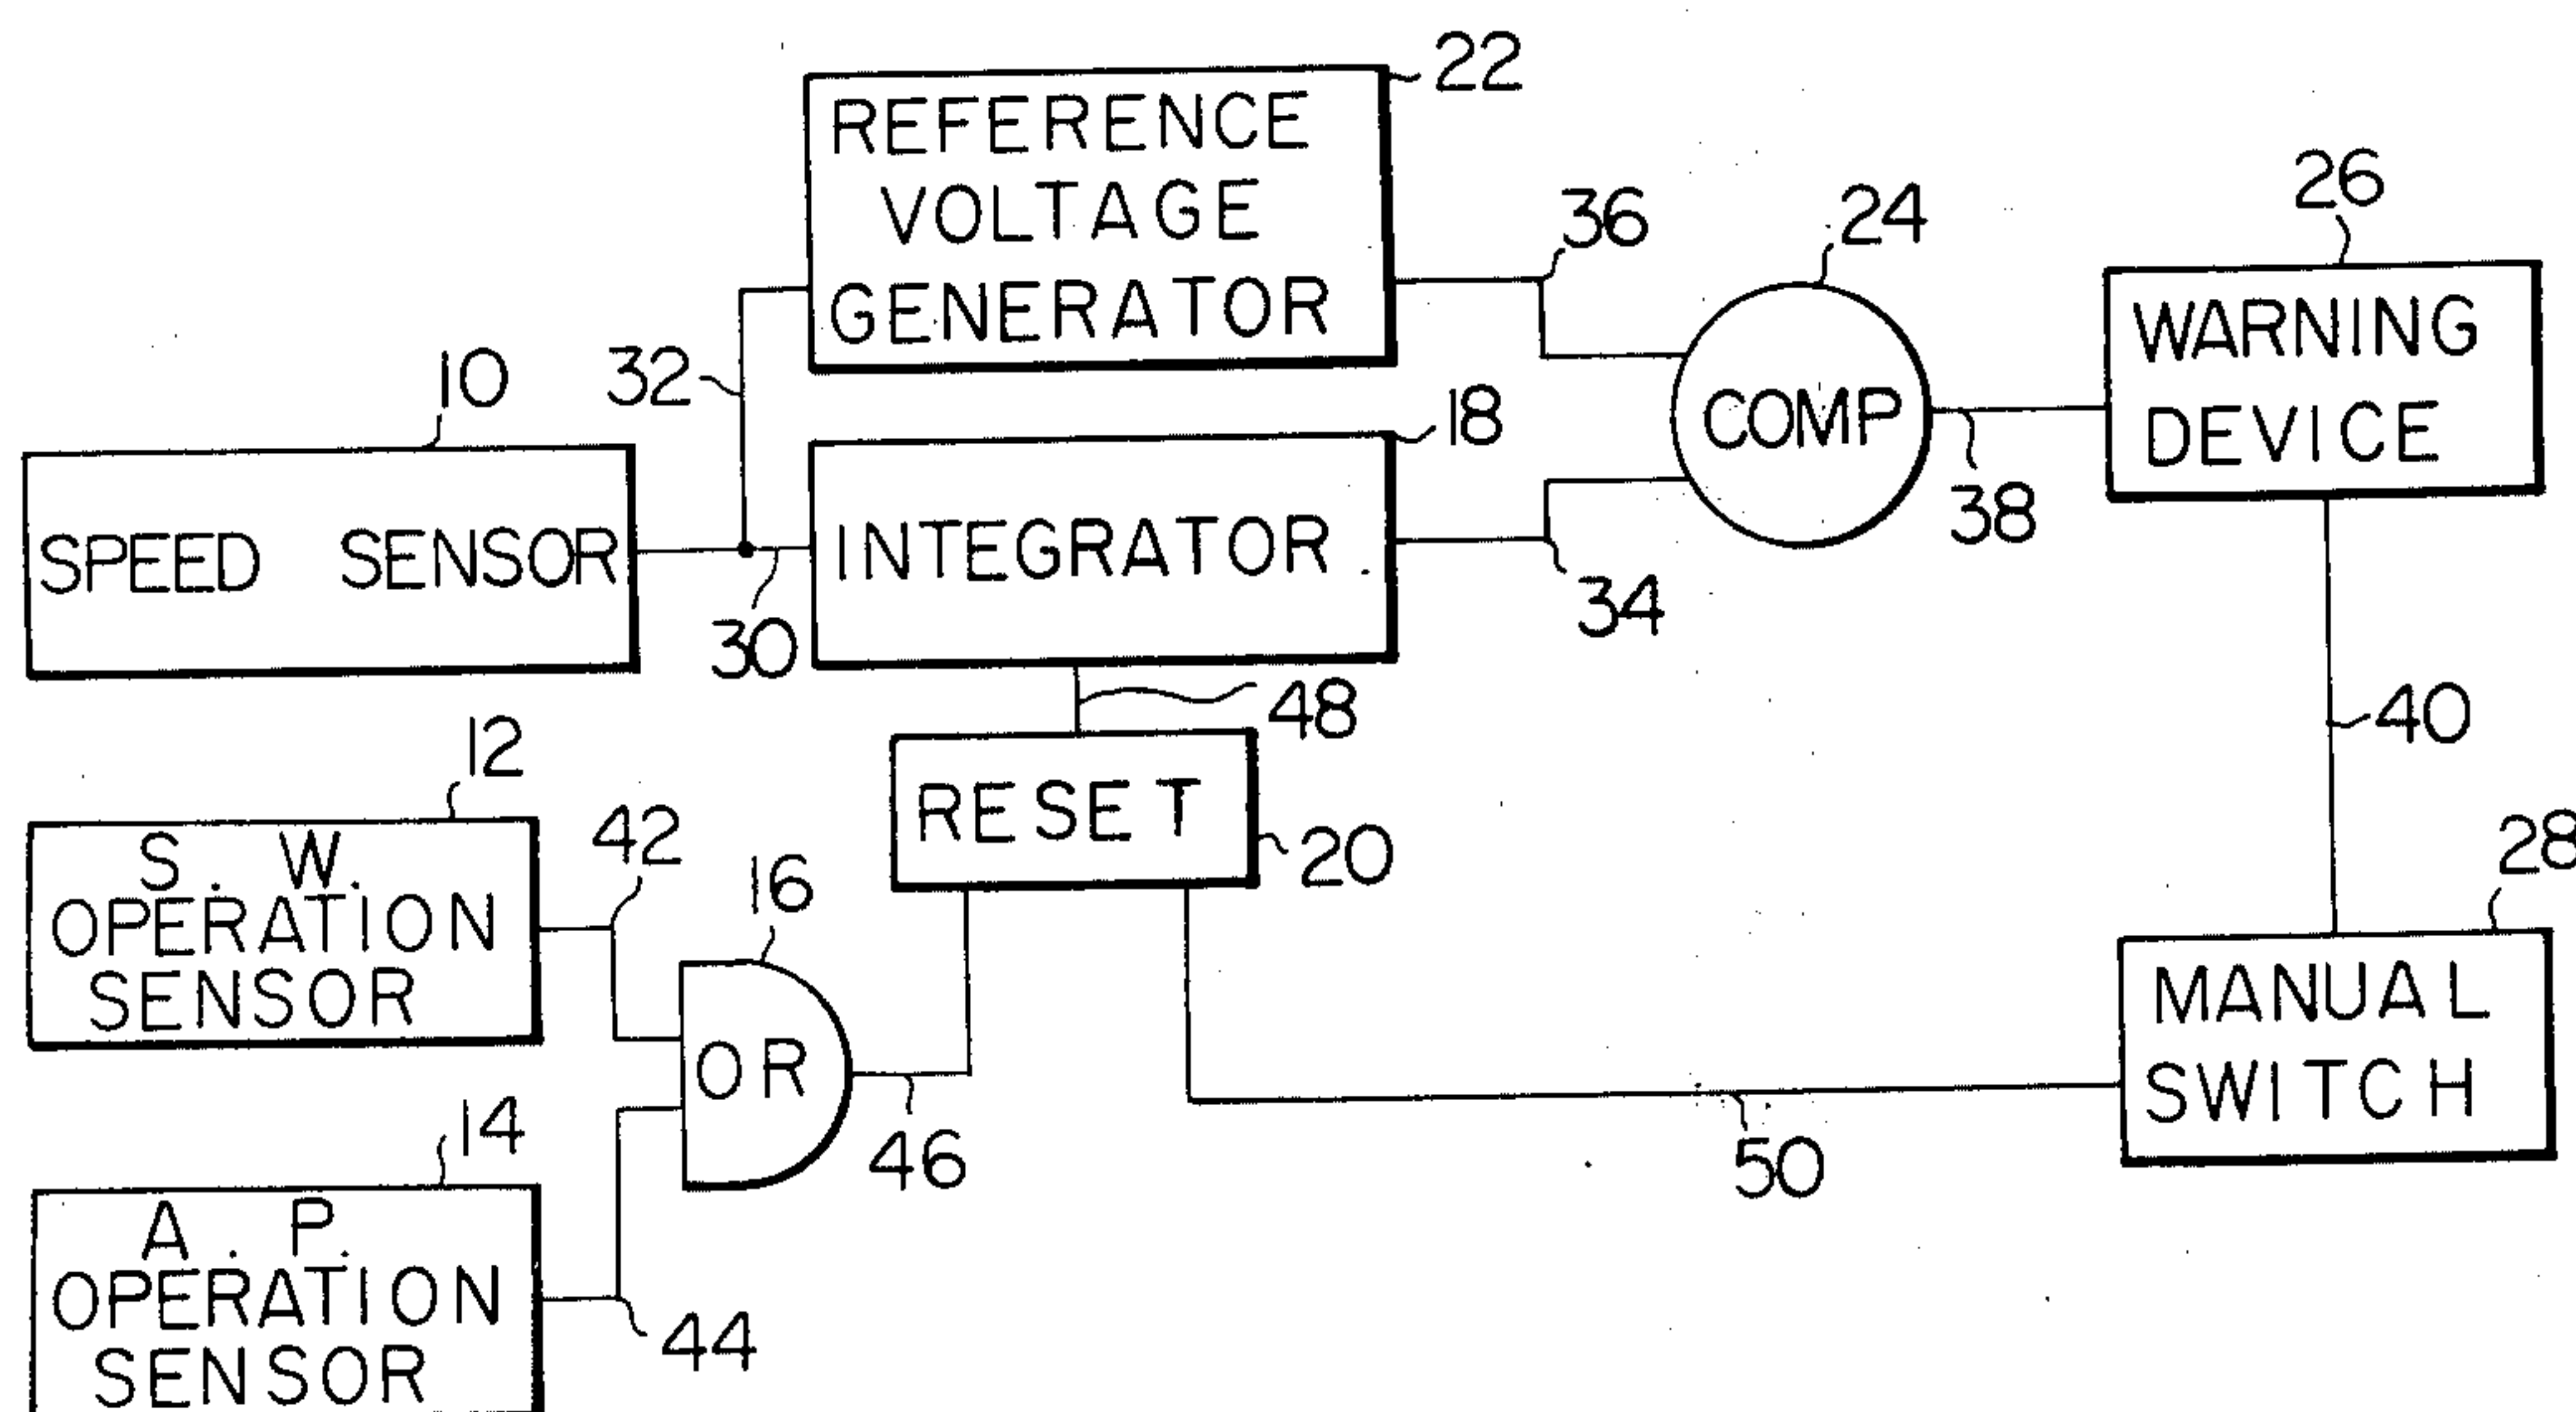 22
REFERENCE
VOLTAGE
GENERATOR
36
24
26
WARNING
DEVICE
32
10
18
COMP
38
SPEED SENSOR
INTEGRATOR
30
34
48
40
12
RESET
20
28
S. W.
OPERATION
SENSOR
42
16
OR
46
MANUAL
SWITCH
50
14
A. P.
OPERATION
SENSOR
44